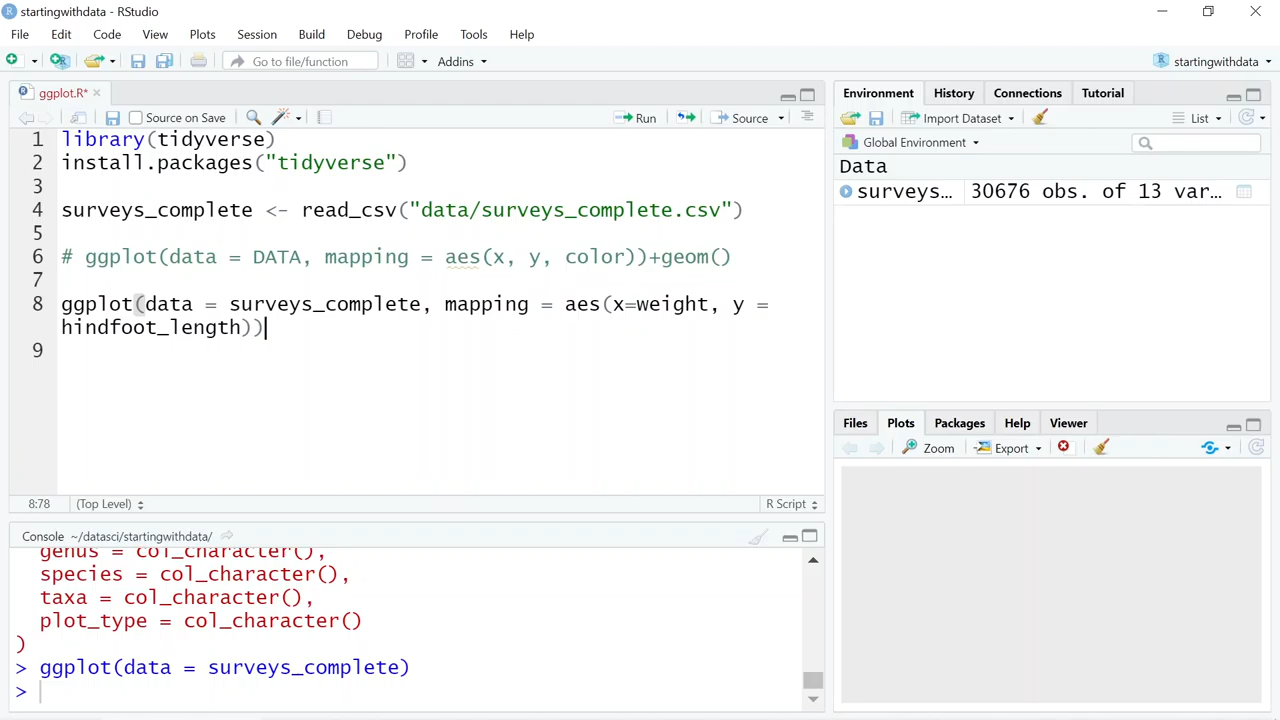 startingwithdata - RStudio
File Edit Code View Plots Session Build Debug Profile Tools Help
Go to file/function Addins startingwithdata
ggplot.R*
Source on Save Run Source
1 library(tidyverse)
2 install.packages("tidyverse")
3
4 surveys_complete <- read_csv("data/surveys_complete.csv")
5
6 # ggplot(data = DATA, mapping = aes(x, y, color))+geom()
7
8 ggplot(data = surveys_complete, mapping = aes(x=weight, y =
hindfoot_length))
9
8:78 (Top Level) R Script
Console ~/datasci/startingwithdata/
genus = col_character(),
species = col_character(),
taxa = col_character(),
plot_type = col_character()
)
> ggplot(data = surveys_complete)
>
Environment History Connections Tutorial
Import Dataset List
Global Environment
Data
surveys… 30676 obs. of 13 var…
Files Plots Packages Help Viewer
Zoom Export